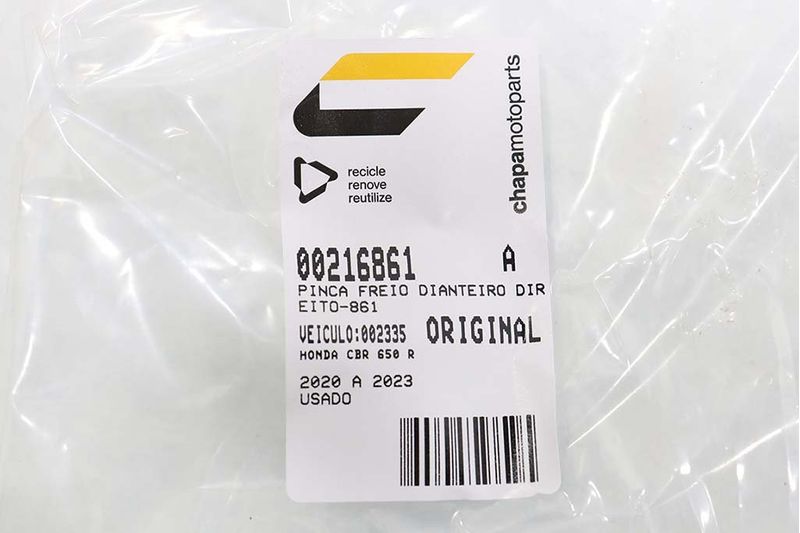 chapamotoparts
recicle
renove
reutilize
00216861 A
PINCA FREIO DIANTEIRO DIR
EITO-861
VEICULO:002335 ORIGINAL
HONDA CBR 650 R
2020 A 2023
USADO